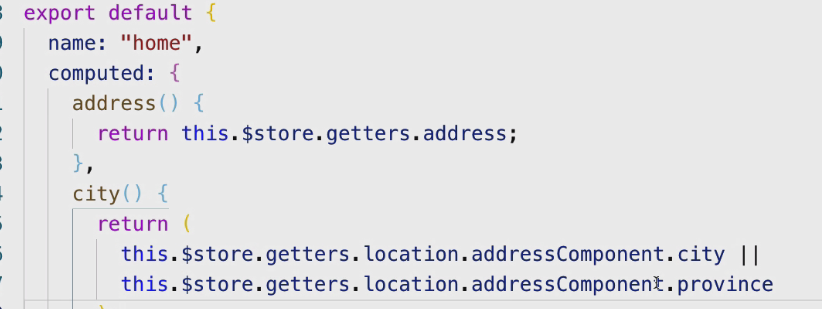 export default {
name: "home",
computed: {
address() {
return this.$store.getters.address;
},
city() {
return (
this.$store.getters.location.addressComponent.city ||
this.$store.getters.location.addressComponent.province